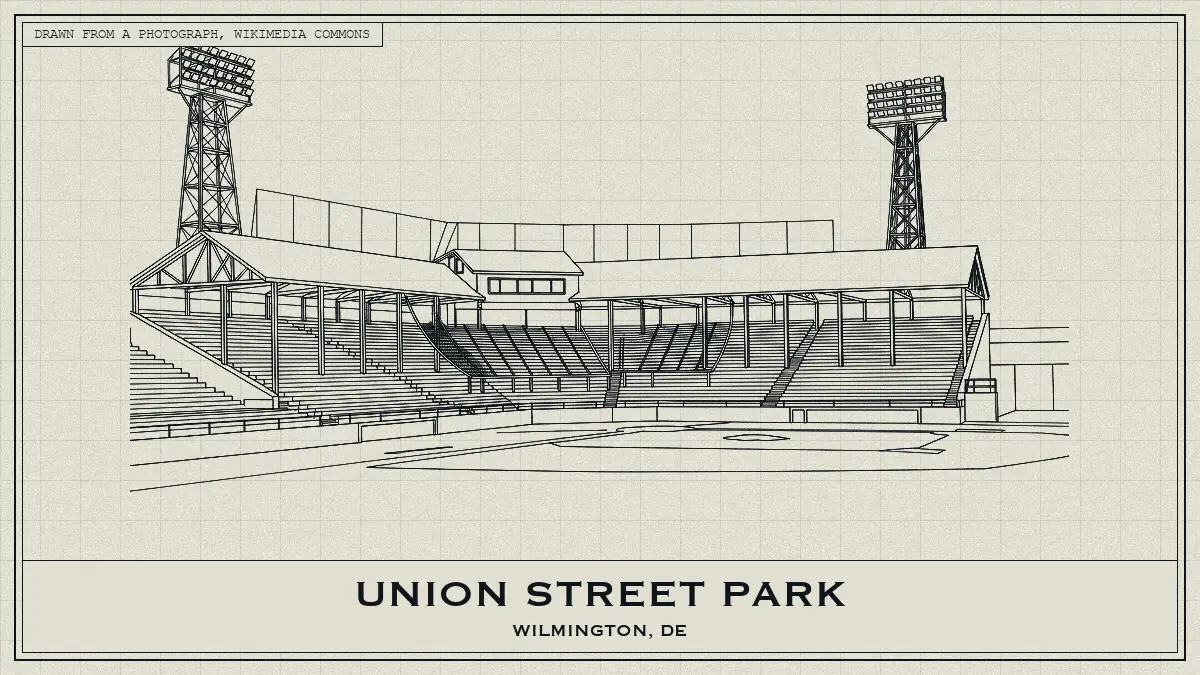 DRAWN FROM A PHOTOGRAPH, WIKIMEDIA COMMONS
UNION STREET PARK
WILMINGTON, DE